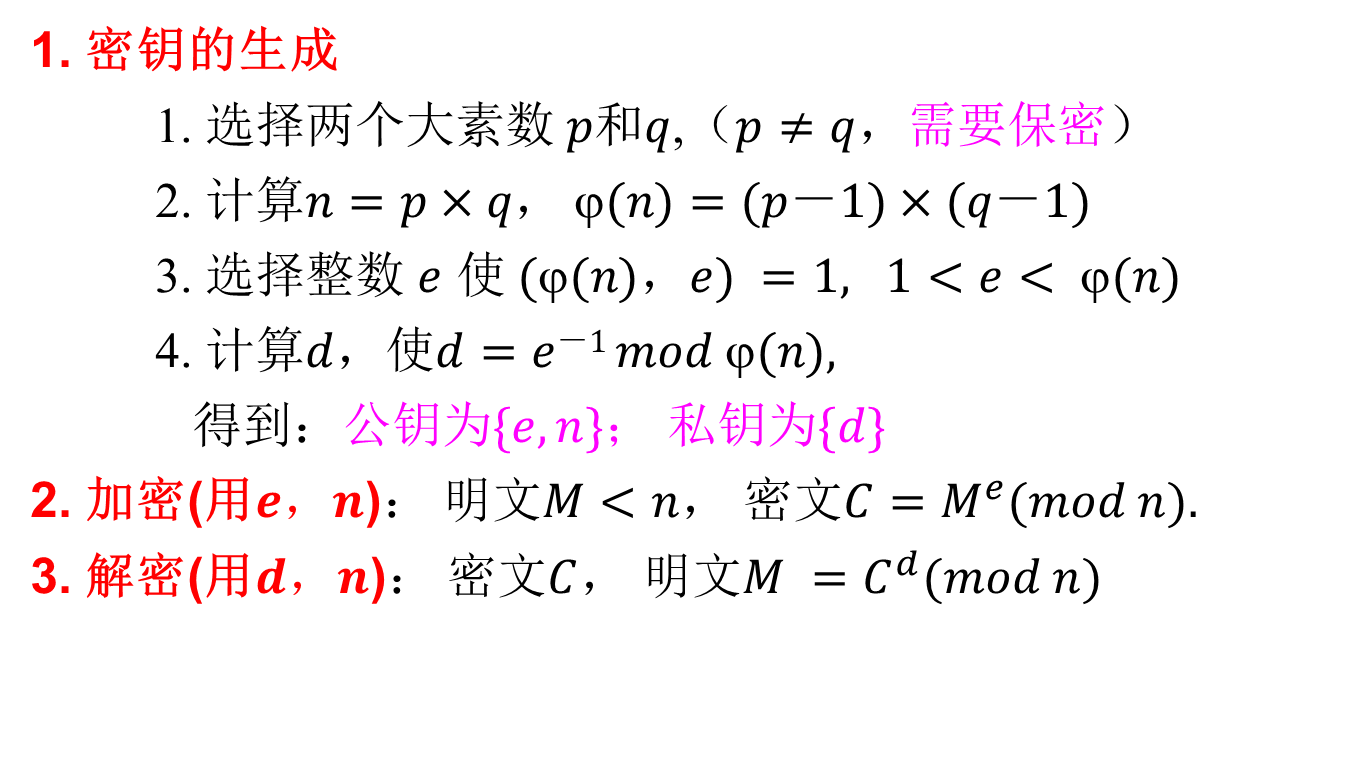 1. 密钥的生成
1. 选择两个大素数 p和q,（p ≠ q，需要保密）
2. 计算n = p × q， φ(n) = (p－1) × (q－1)
3. 选择整数 e 使 (φ(n)，e) = 1, 1 < e < φ(n)
4. 计算d，使d = e⁻¹mod φ(n),
得到：公钥为{e, n}； 私钥为{d}
2. 加密(用e，n)： 明文M < n， 密文C = Mᵉ(mod n).
3. 解密(用d，n)： 密文C， 明文M = Cᵈ(mod n)